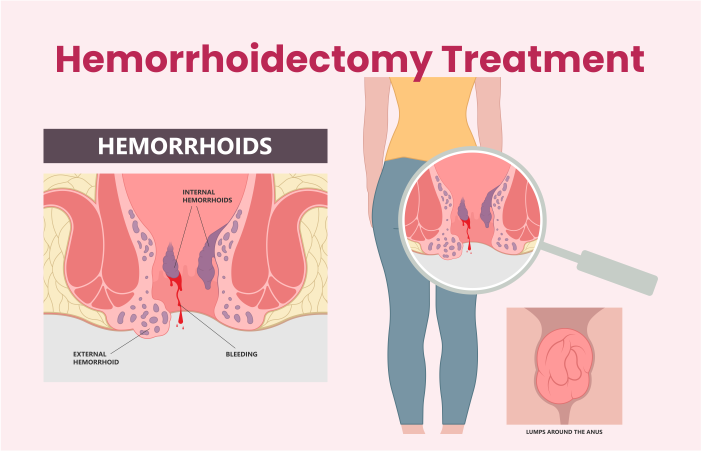 Hemorrhoidectomy Treatment
HEMORRHOIDS
INTERNAL
HEMORRHOIDS
EXTERNAL
HEMORRHOID
BLEEDING
LUMPS AROUND THE ANUS